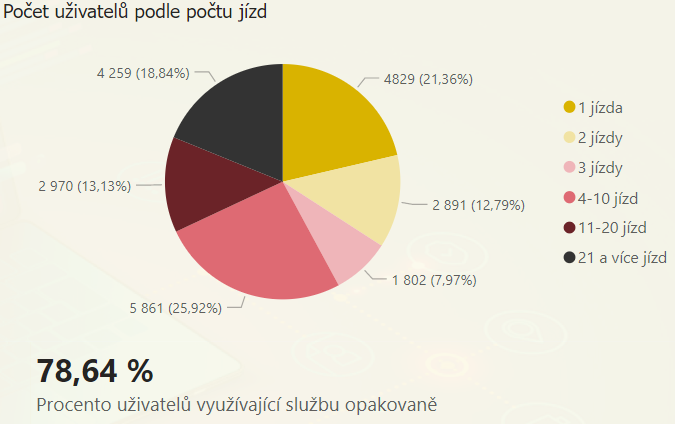 Počet uživatelů podle počtu jízd
4 259 (18,84%)
4829 (21,36%)
2 970 (13,13%)
2 891 (12,79%)
1 802 (7,97%)
5 861 (25,92%)
1 jízda
2 jízdy
3 jízdy
4-10 jízd
11-20 jízd
21 a více jízd
78,64 %
Procento uživatelů využívající službu opakovaně